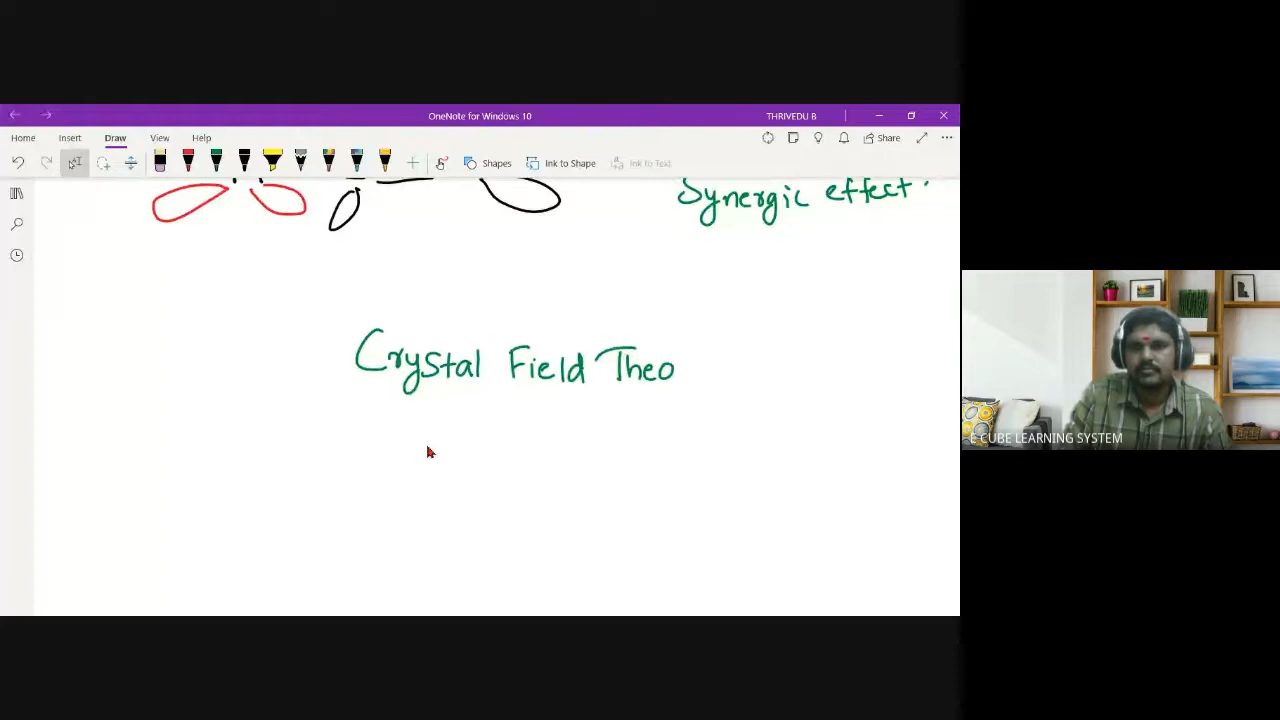 OneNote for Windows 10
THRIVEDU B
Home Insert Draw View Help
Share
Shapes Ink to Shape Ink to Text
Synergic effect.
Crystal Field Theo
E CUBE LEARNING SYSTEM